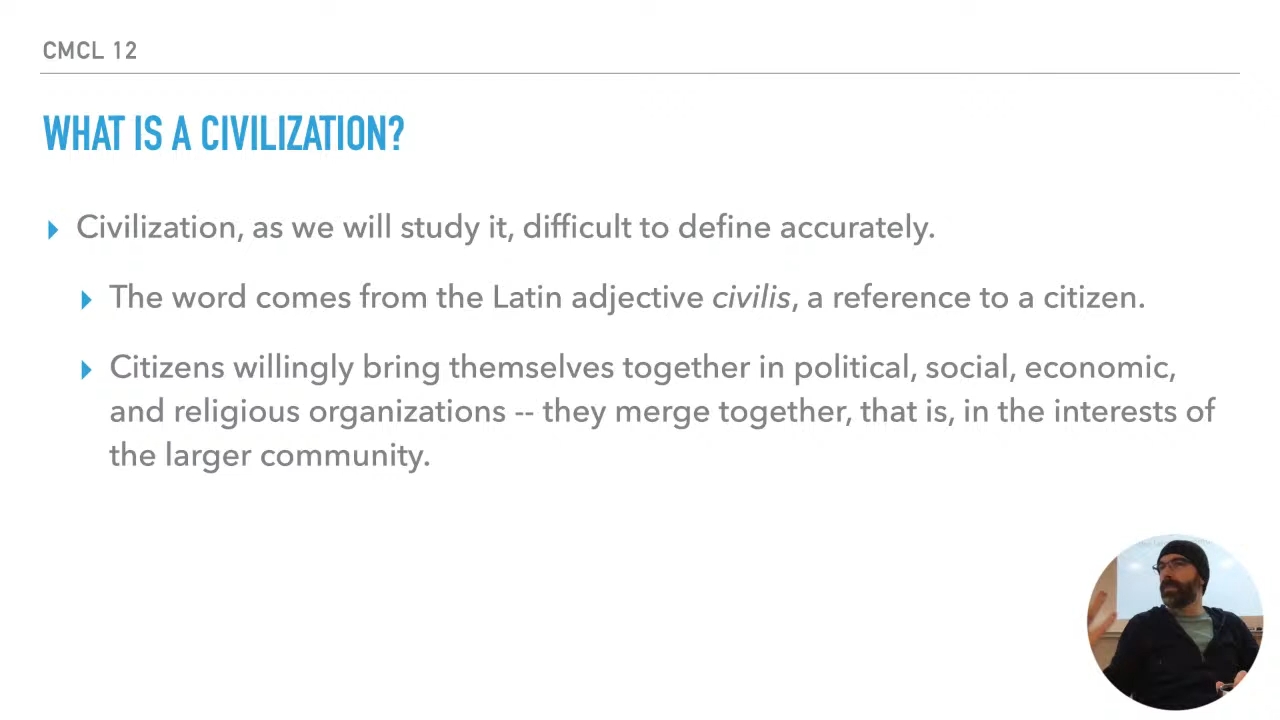 CMCL 12
WHAT IS A CIVILIZATION?
Civilization, as we will study it, difficult to define accurately.
The word comes from the Latin adjective civilis, a reference to a citizen.
Citizens willingly bring themselves together in political, social, economic,
and religious organizations -- they merge together, that is, in the interests of
the larger community.